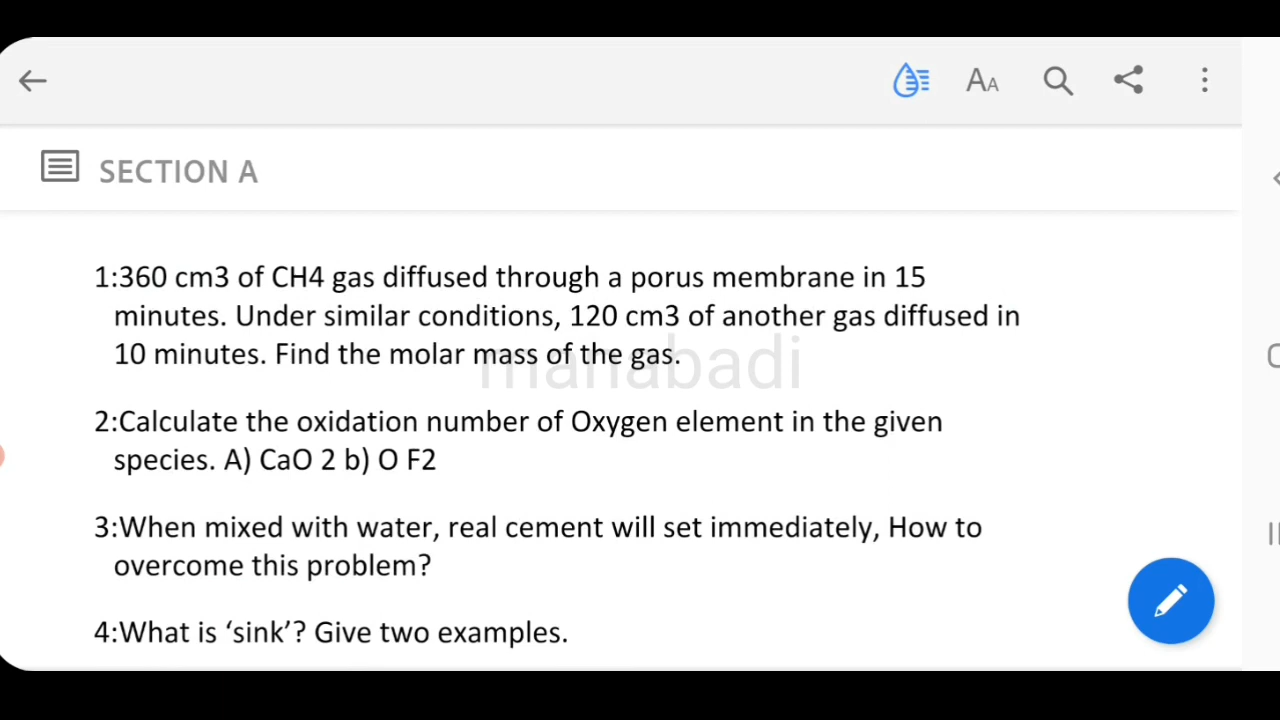 AA
SECTION A
1:360 cm3 of CH4 gas diffused through a porus membrane in 15
minutes. Under similar conditions, 120 cm3 of another gas diffused in
10 minutes. Find the molar mass of the gas.
manabadi
2:Calculate the oxidation number of Oxygen element in the given
species. A) CaO 2 b) O F2
3:When mixed with water, real cement will set immediately, How to
overcome this problem?
4:What is ‘sink’? Give two examples.